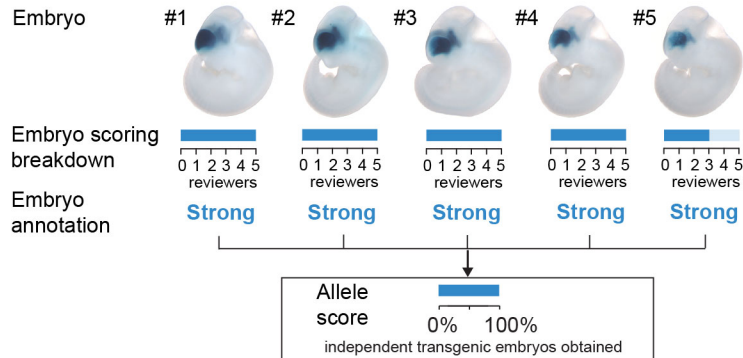 Embryo #1 #2 #3 #4 #5
Embryo scoring
breakdown
0 1 2 3 4 5 0 1 2 3 4 5 0 1 2 3 4 5 0 1 2 3 4 5 0 1 2 3 4 5
reviewers reviewers reviewers reviewers reviewers
Embryo
annotation
Strong Strong Strong Strong Strong
Allele
score
0% 100%
independent transgenic embryos obtained